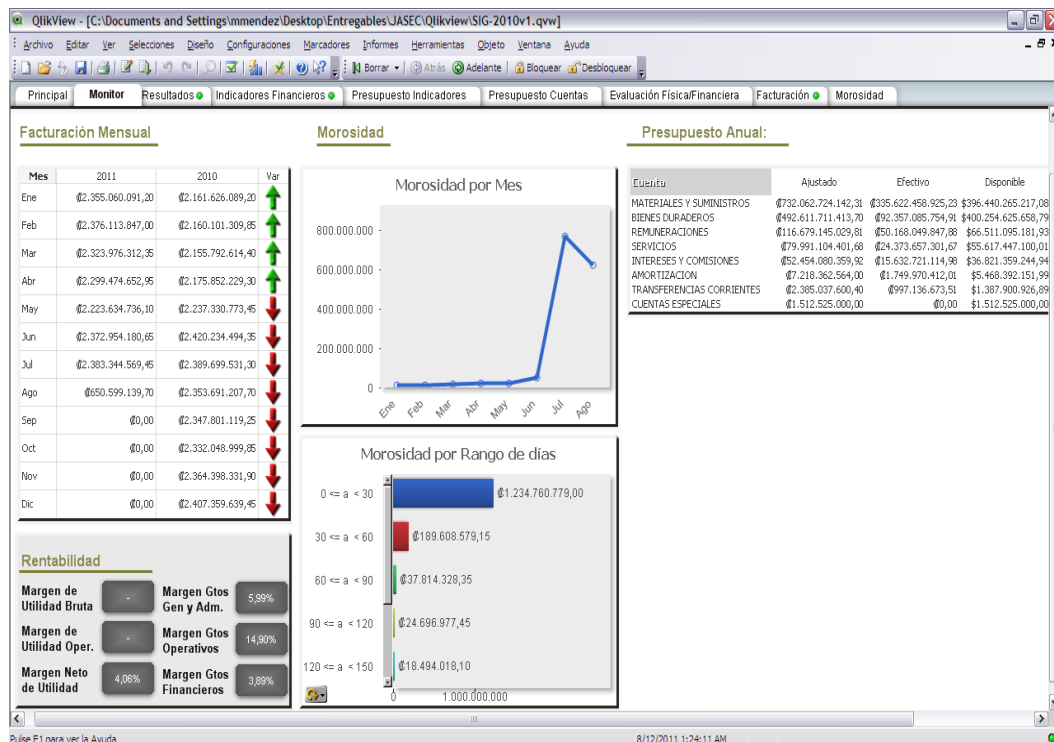 QlikView - [C:\Documents and Settings\mmendez\Desktop\Entregables\JASEC\Qlikview\SIG-2010v1.qvw]
Archivo Editar Ver Selecciones Diseño Configuraciones Marcadores Informes Herramientas Objeto Ventana Ayuda
Borrar Atrás Adelante Bloquear Desbloquear
Principal Monitor Resultados Indicadores Financieros Presupuesto Indicadores Presupuesto Cuentas Evaluación Física/Financiera Facturación Morosidad
Facturación Mensual
Mes 2011 2010 Var
Ene ₡2.355.060.091,20 ₡2.161.626.089,20
Feb ₡2.376.113.847,00 ₡2.160.101.309,85
Mar ₡2.323.976.312,35 ₡2.155.792.614,40
Abr ₡2.299.474.652,95 ₡2.175.852.229,30
May ₡2.223.634.736,10 ₡2.237.330.773,45
Jun ₡2.372.954.180,65 ₡2.420.234.494,35
Jul ₡2.383.344.569,45 ₡2.389.699.531,30
Ago ₡650.599.139,70 ₡2.353.691.207,70
Sep ₡0,00 ₡2.347.801.119,25
Oct ₡0,00 ₡2.332.048.999,85
Nov ₡0,00 ₡2.364.398.331,90
Dic ₡0,00 ₡2.407.359.639,45
Rentabilidad
Margen de Utilidad Bruta -
Margen Gtos Gen y Adm. 5,99%
Margen de Utilidad Oper. -
Margen Gtos Operativos 14,90%
Margen Neto de Utilidad 4,06%
Margen Gtos Financieros 3,89%
Morosidad
Morosidad por Mes
800.000.000
600.000.000
400.000.000
200.000.000
0
Ene Feb Mar Abr May Jun Jul Ago
Morosidad por Rango de días
0 <= a < 30 ₡1.234.760.779,00
30 <= a < 60 ₡189.608.579,15
60 <= a < 90 ₡37.814.328,35
90 <= a < 120 ₡24.696.977,45
120 <= a < 150 ₡18.494.018,10
0 1.000.000.000
Presupuesto Anual:
Cuenta Ajustado Efectivo Disponible
MATERIALES Y SUMINISTROS ₡732.062.724.142,31 ₡335.622.458.925,23 $396.440.265.217,08
BIENES DURADEROS ₡492.611.711.413,70 ₡92.357.085.754,91 $400.254.625.658,79
REMUNERACIONES ₡116.679.145.029,81 ₡50.168.049.847,88 $66.511.095.181,93
SERVICIOS ₡79.991.104.401,68 ₡24.373.657.301,67 $55.617.447.100,01
INTERESES Y COMISIONES ₡52.454.080.359,92 ₡15.632.721.114,98 $36.821.359.244,94
AMORTIZACION ₡7.218.362.564,00 ₡1.749.970.412,01 $5.468.392.151,99
TRANSFERENCIAS CORRIENTES ₡2.385.037.600,40 ₡997.136.673,51 $1.387.900.926,89
CUENTAS ESPECIALES ₡1.512.525.000,00 ₡0,00 $1.512.525.000,00
Pulse F1 para ver la Ayuda 8/12/2011 1:24:11 AM